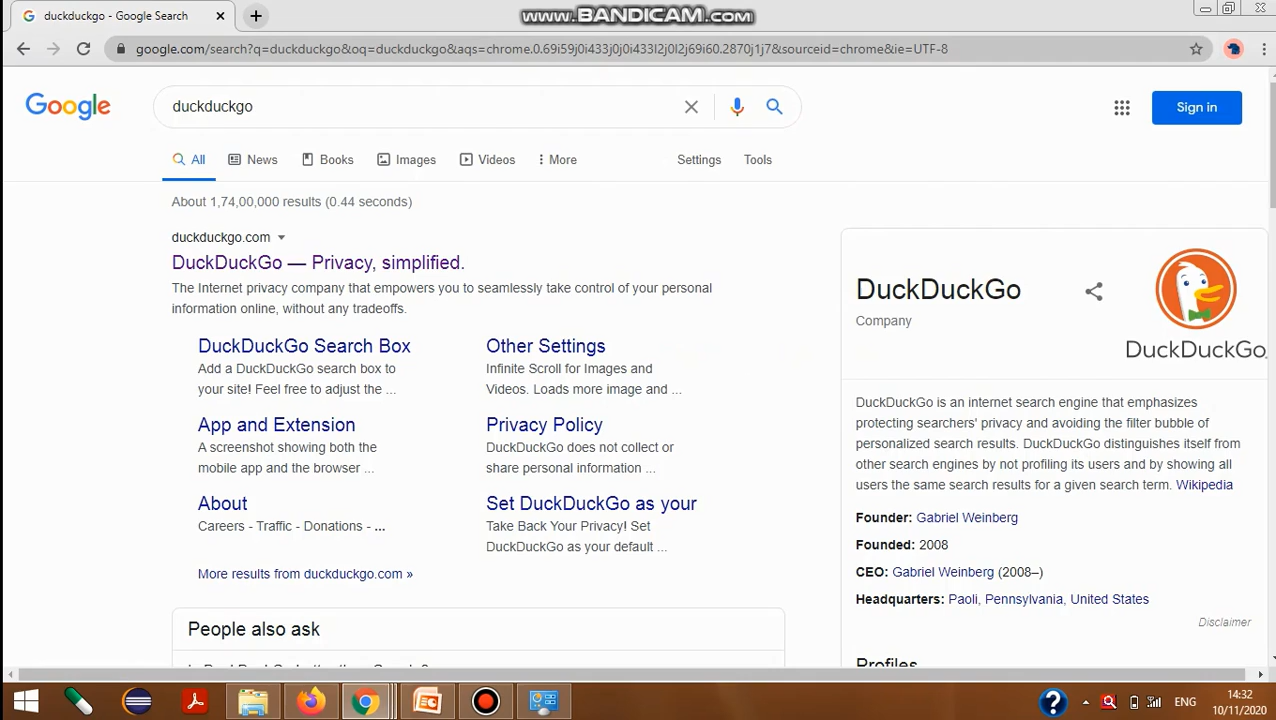 duckduckgo - Google Search
www.BANDICAM.com
google.com/search?q=duckduckgo&oq=duckduckgo&aqs=chrome.0.69i59j0i433j0j0i433l2j0l2j69i60.2870j1j7&sourceid=chrome&ie=UTF-8
Google
duckduckgo
Sign in
All News Books Images Videos More Settings Tools
About 1,74,00,000 results (0.44 seconds)
duckduckgo.com
DuckDuckGo — Privacy, simplified.
The Internet privacy company that empowers you to seamlessly take control of your personal
information online, without any tradeoffs.
DuckDuckGo Search Box
Add a DuckDuckGo search box to
your site! Feel free to adjust the ...
Other Settings
Infinite Scroll for Images and
Videos. Loads more image and ...
App and Extension
A screenshot showing both the
mobile app and the browser ...
Privacy Policy
DuckDuckGo does not collect or
share personal information ...
About
Careers - Traffic - Donations - ...
Set DuckDuckGo as your
Take Back Your Privacy! Set
DuckDuckGo as your default ...
More results from duckduckgo.com »
People also ask
DuckDuckGo
Company
DuckDuckGo
DuckDuckGo is an internet search engine that emphasizes
protecting searchers' privacy and avoiding the filter bubble of
personalized search results. DuckDuckGo distinguishes itself from
other search engines by not profiling its users and by showing all
users the same search results for a given search term. Wikipedia
Founder: Gabriel Weinberg
Founded: 2008
CEO: Gabriel Weinberg (2008–)
Headquarters: Paoli, Pennsylvania, United States
Disclaimer
Profiles
ENG
14:32
10/11/2020